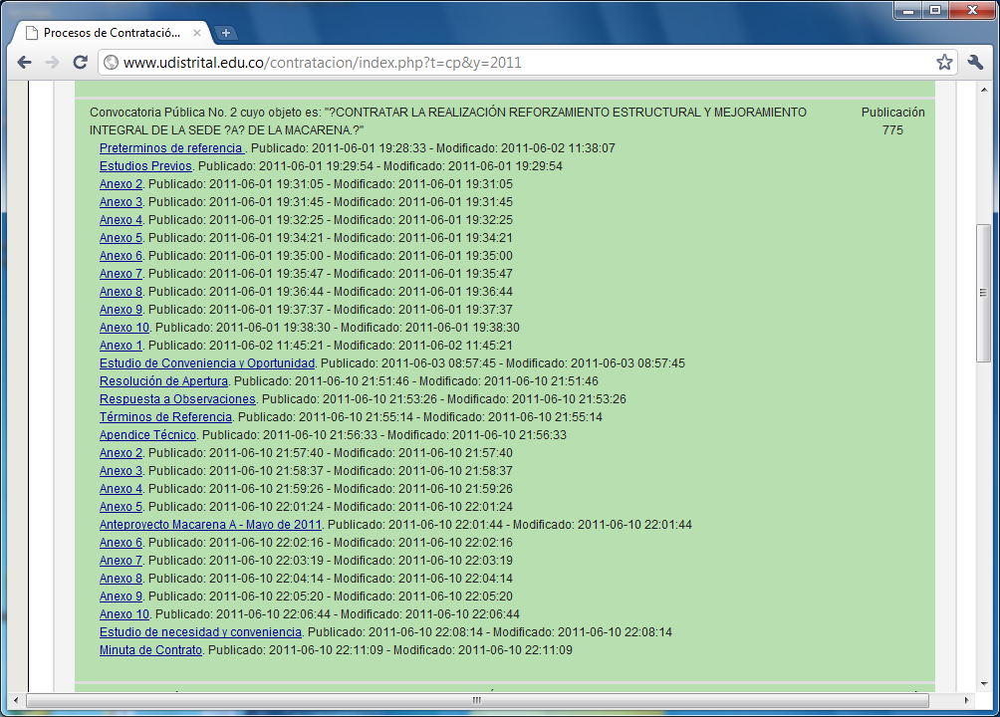 Procesos de Contratació...
www.udistrital.edu.co/contratacion/index.php?t=cp&y=2011
Convocatoria Pública No. 2 cuyo objeto es: "?CONTRATAR LA REALIZACIÓN REFORZAMIENTO ESTRUCTURAL Y MEJORAMIENTO INTEGRAL DE LA SEDE ?A? DE LA MACARENA.?"
Publicación
775
Preterminos de referencia . Publicado: 2011-06-01 19:28:33 - Modificado: 2011-06-02 11:38:07
Estudios Previos. Publicado: 2011-06-01 19:29:54 - Modificado: 2011-06-01 19:29:54
Anexo 2. Publicado: 2011-06-01 19:31:05 - Modificado: 2011-06-01 19:31:05
Anexo 3. Publicado: 2011-06-01 19:31:45 - Modificado: 2011-06-01 19:31:45
Anexo 4. Publicado: 2011-06-01 19:32:25 - Modificado: 2011-06-01 19:32:25
Anexo 5. Publicado: 2011-06-01 19:34:21 - Modificado: 2011-06-01 19:34:21
Anexo 6. Publicado: 2011-06-01 19:35:00 - Modificado: 2011-06-01 19:35:00
Anexo 7. Publicado: 2011-06-01 19:35:47 - Modificado: 2011-06-01 19:35:47
Anexo 8. Publicado: 2011-06-01 19:36:44 - Modificado: 2011-06-01 19:36:44
Anexo 9. Publicado: 2011-06-01 19:37:37 - Modificado: 2011-06-01 19:37:37
Anexo 10. Publicado: 2011-06-01 19:38:30 - Modificado: 2011-06-01 19:38:30
Anexo 1. Publicado: 2011-06-02 11:45:21 - Modificado: 2011-06-02 11:45:21
Estudio de Conveniencia y Oportunidad. Publicado: 2011-06-03 08:57:45 - Modificado: 2011-06-03 08:57:45
Resolución de Apertura. Publicado: 2011-06-10 21:51:46 - Modificado: 2011-06-10 21:51:46
Respuesta a Observaciones. Publicado: 2011-06-10 21:53:26 - Modificado: 2011-06-10 21:53:26
Términos de Referencia. Publicado: 2011-06-10 21:55:14 - Modificado: 2011-06-10 21:55:14
Apendice Técnico. Publicado: 2011-06-10 21:56:33 - Modificado: 2011-06-10 21:56:33
Anexo 2. Publicado: 2011-06-10 21:57:40 - Modificado: 2011-06-10 21:57:40
Anexo 3. Publicado: 2011-06-10 21:58:37 - Modificado: 2011-06-10 21:58:37
Anexo 4. Publicado: 2011-06-10 21:59:26 - Modificado: 2011-06-10 21:59:26
Anexo 5. Publicado: 2011-06-10 22:01:24 - Modificado: 2011-06-10 22:01:24
Anteproyecto Macarena A - Mayo de 2011. Publicado: 2011-06-10 22:01:44 - Modificado: 2011-06-10 22:01:44
Anexo 6. Publicado: 2011-06-10 22:02:16 - Modificado: 2011-06-10 22:02:16
Anexo 7. Publicado: 2011-06-10 22:03:19 - Modificado: 2011-06-10 22:03:19
Anexo 8. Publicado: 2011-06-10 22:04:14 - Modificado: 2011-06-10 22:04:14
Anexo 9. Publicado: 2011-06-10 22:05:20 - Modificado: 2011-06-10 22:05:20
Anexo 10. Publicado: 2011-06-10 22:06:44 - Modificado: 2011-06-10 22:06:44
Estudio de necesidad y conveniencia. Publicado: 2011-06-10 22:08:14 - Modificado: 2011-06-10 22:08:14
Minuta de Contrato. Publicado: 2011-06-10 22:11:09 - Modificado: 2011-06-10 22:11:09